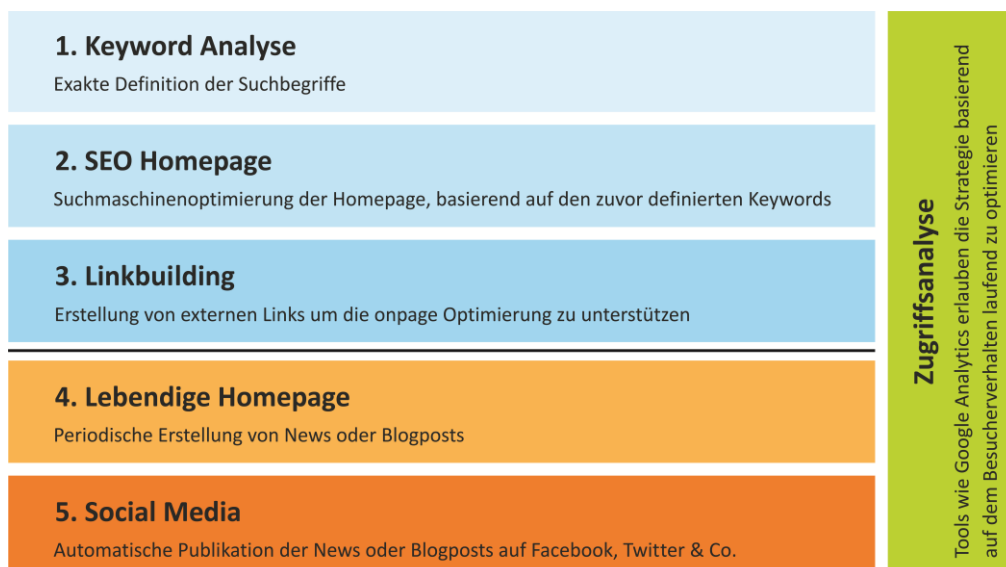 1. Keyword Analyse
Exakte Definition der Suchbegriffe
2. SEO Homepage
Suchmaschinenoptimierung der Homepage, basierend auf den zuvor definierten Keywords
3. Linkbuilding
Erstellung von externen Links um die onpage Optimierung zu unterstützen
4. Lebendige Homepage
Periodische Erstellung von News oder Blogposts
5. Social Media
Automatische Publikation der News oder Blogposts auf Facebook, Twitter & Co.
Zugriffsanalyse
Tools wie Google Analytics erlauben die Strategie basierend
auf dem Besucherverhalten laufend zu optimieren